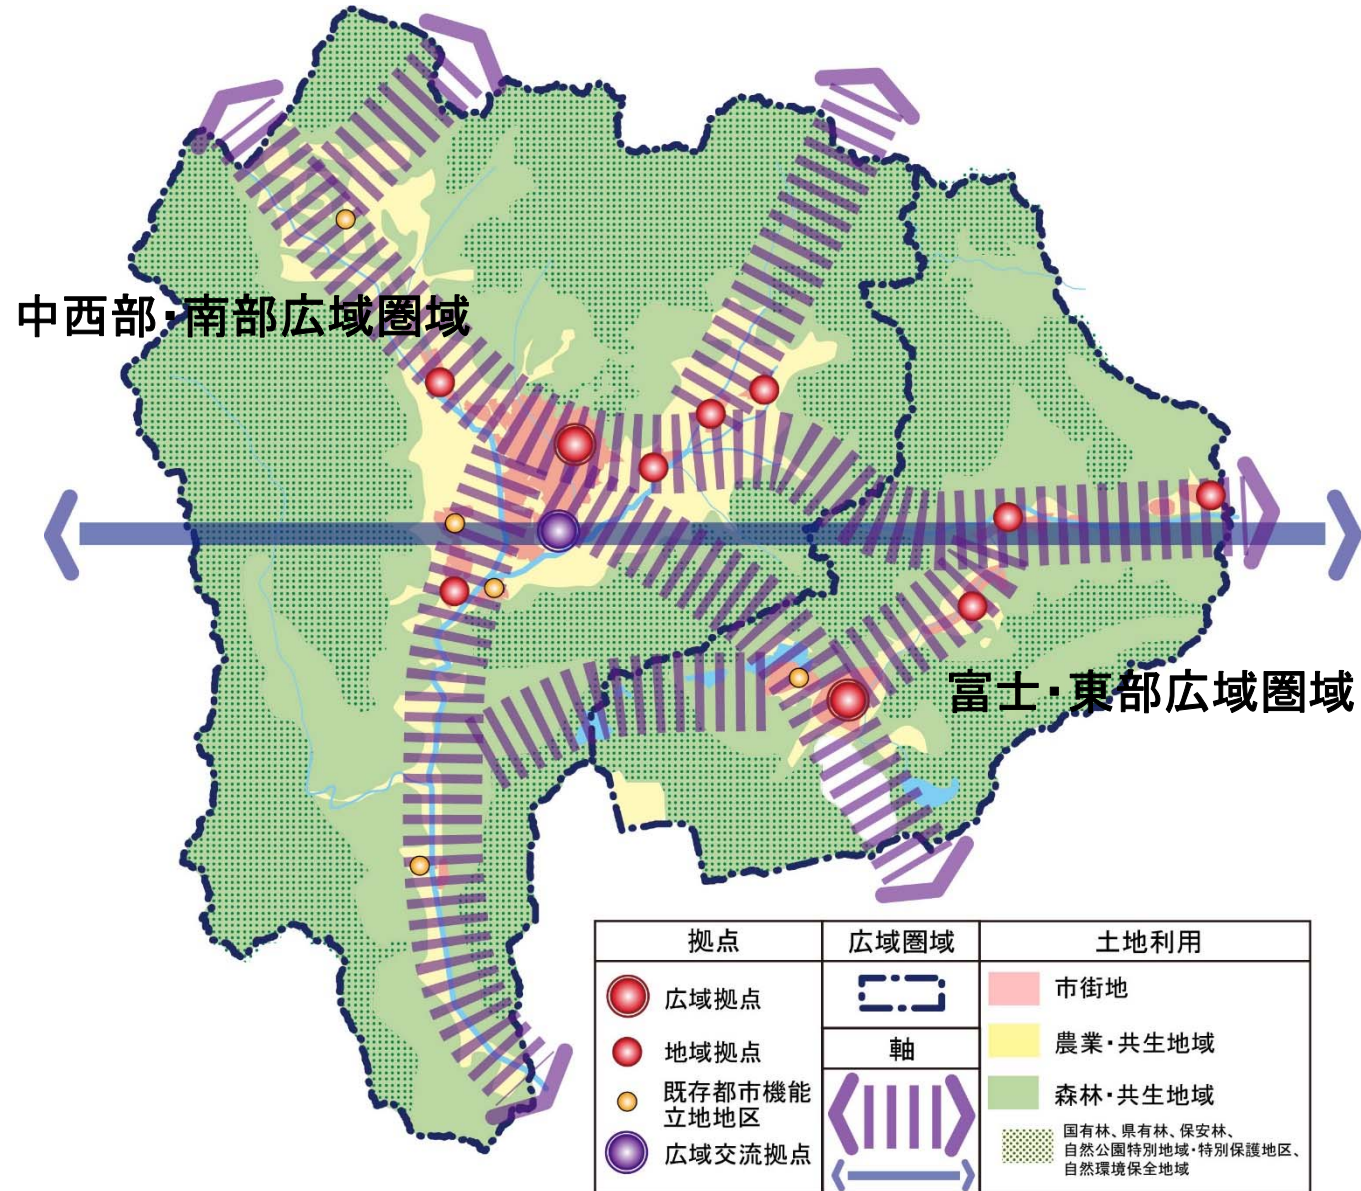 中西部・南部広域圏域
富士・東部広域圏域
拠点
広域拠点
地域拠点
既存都市機能
立地地区
広域交流拠点
広域圏域
軸
土地利用
市街地
農業・共生地域
森林・共生地域
国有林、県有林、保安林、
自然公園特別地域・特別保護地区、
自然環境保全地域